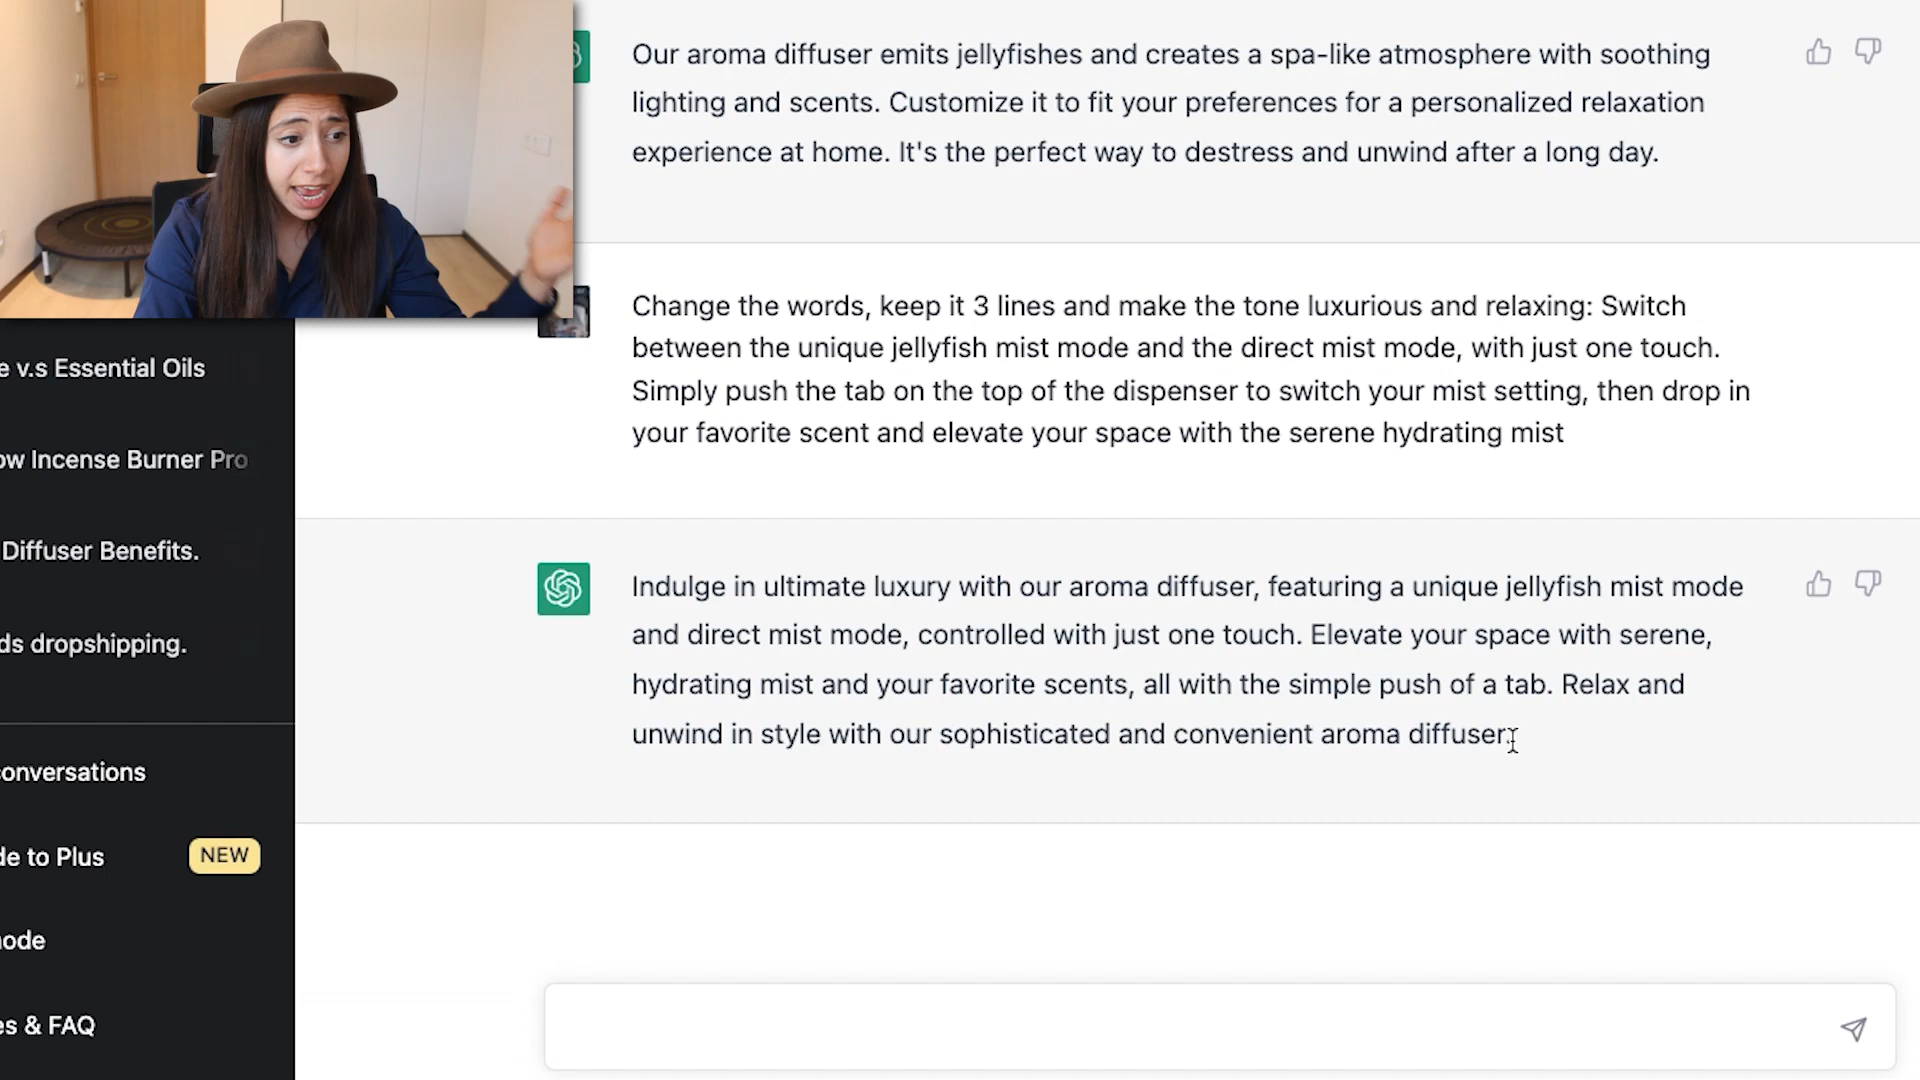 Our aroma diffuser emits jellyfishes and creates a spa-like atmosphere with soothing
lighting and scents. Customize it to fit your preferences for a personalized relaxation
experience at home. It's the perfect way to destress and unwind after a long day.
Change the words, keep it 3 lines and make the tone luxurious and relaxing: Switch
between the unique jellyfish mist mode and the direct mist mode, with just one touch.
Simply push the tab on the top of the dispenser to switch your mist setting, then drop in
your favorite scent and elevate your space with the serene hydrating mist
Indulge in ultimate luxury with our aroma diffuser, featuring a unique jellyfish mist mode
and direct mist mode, controlled with just one touch. Elevate your space with serene,
hydrating mist and your favorite scents, all with the simple push of a tab. Relax and
unwind in style with our sophisticated and convenient aroma diffuser.
e v.s Essential Oils
ow Incense Burner Pro
Diffuser Benefits.
ds dropshipping.
onversations
de to Plus NEW
node
es & FAQ